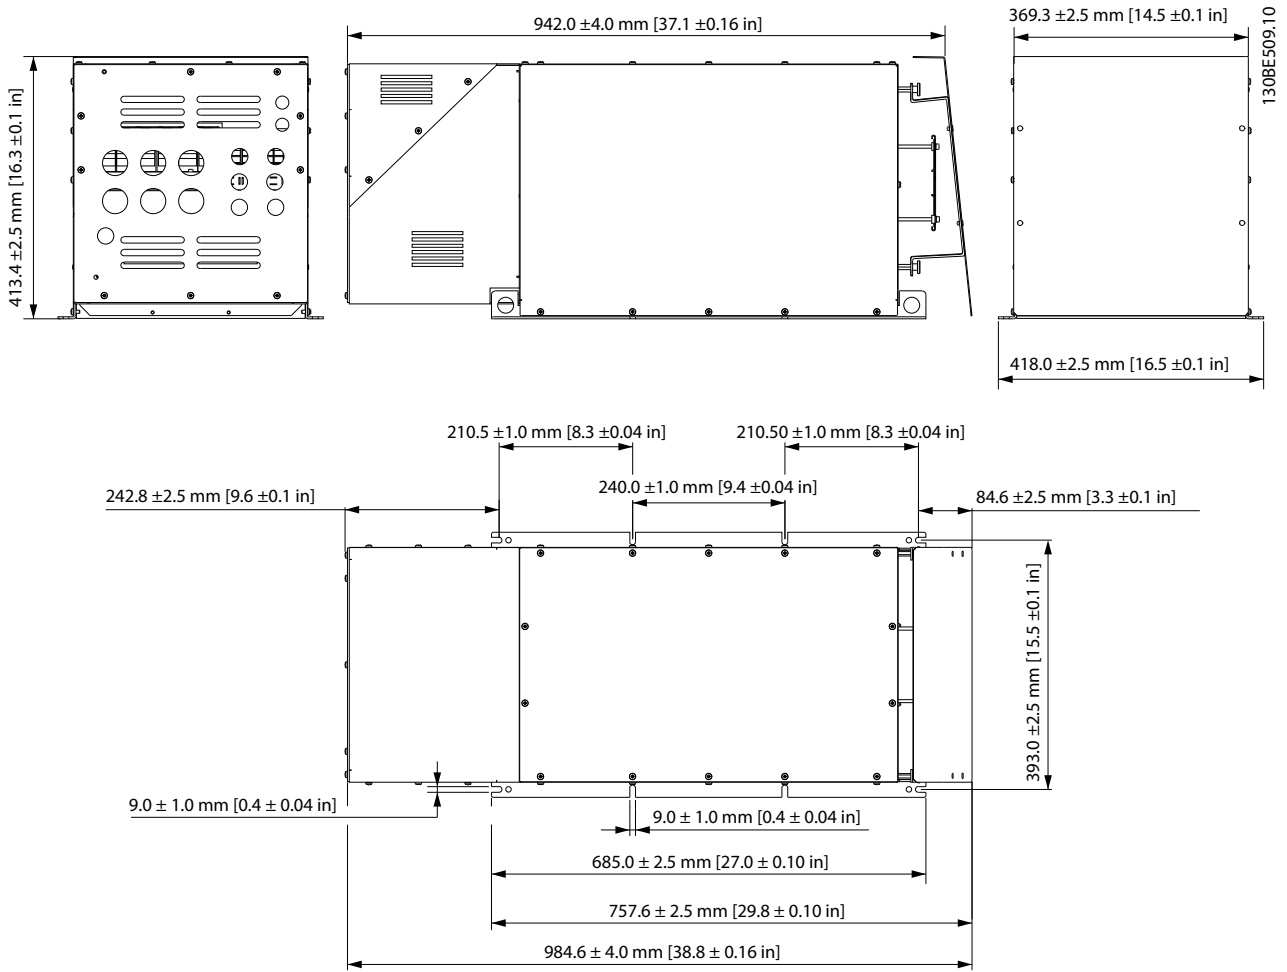 942.0 ±4.0 mm [37.1 ±0.16 in]
369.3 ±2.5 mm [14.5 ±0.1 in]
130BE509.10
413.4 ±2.5 mm [16.3 ±0.1 in]
418.0 ±2.5 mm [16.5 ±0.1 in]
210.5 ±1.0 mm [8.3 ±0.04 in]
210.50 ±1.0 mm [8.3 ±0.04 in]
242.8 ±2.5 mm [9.6 ±0.1 in]
240.0 ±1.0 mm [9.4 ±0.04 in]
84.6 ±2.5 mm [3.3 ±0.1 in]
393.0 ±2.5 mm [15.5 ±0.1 in]
9.0 ± 1.0 mm [0.4 ± 0.04 in]
9.0 ± 1.0 mm [0.4 ± 0.04 in]
685.0 ± 2.5 mm [27.0 ± 0.10 in]
757.6 ± 2.5 mm [29.8 ± 0.10 in]
984.6 ± 4.0 mm [38.8 ± 0.16 in]